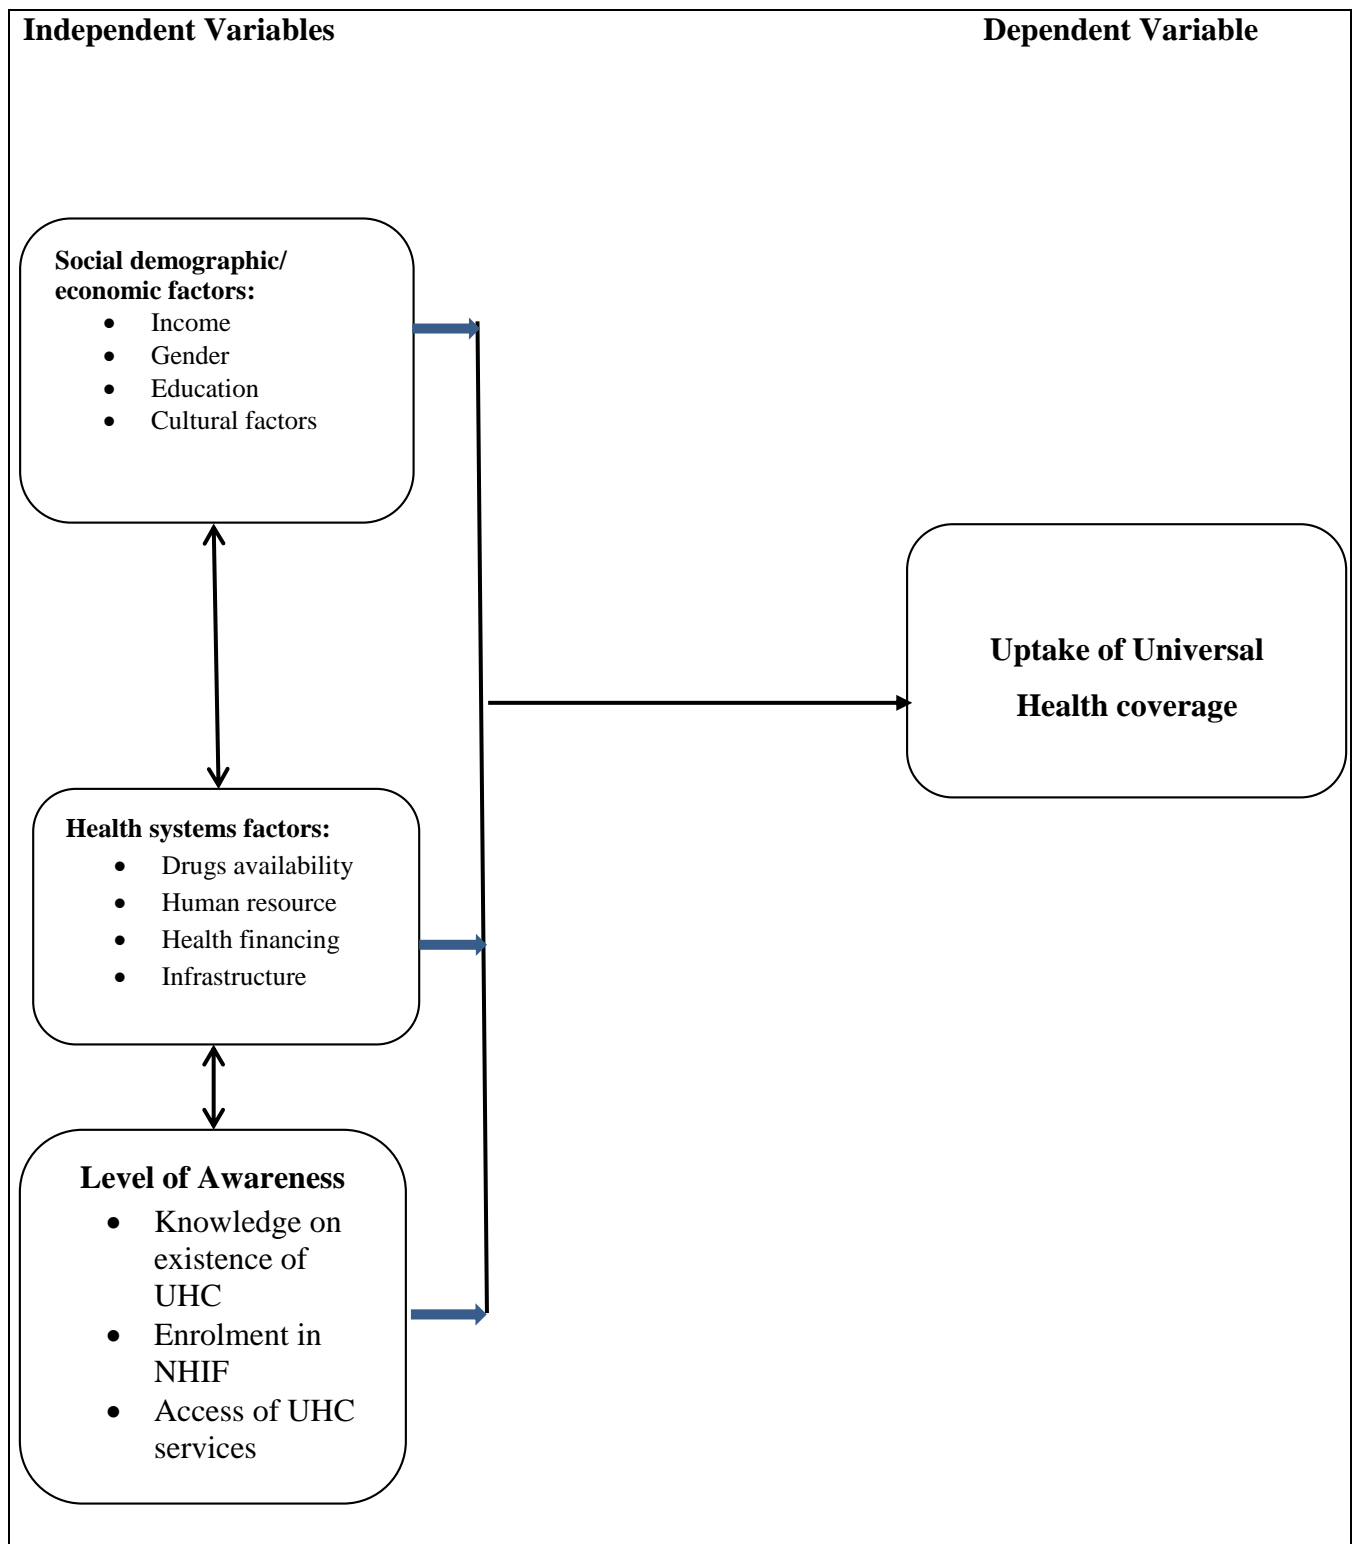 Independent Variables
Dependent Variable
Social demographic/
economic factors:
• Income
• Gender
• Education
• Cultural factors
Uptake of Universal
Health coverage
Health systems factors:
• Drugs availability
• Human resource
• Health financing
• Infrastructure
Level of Awareness
• Knowledge on
existence of
UHC
• Enrolment in
NHIF
• Access of UHC
services